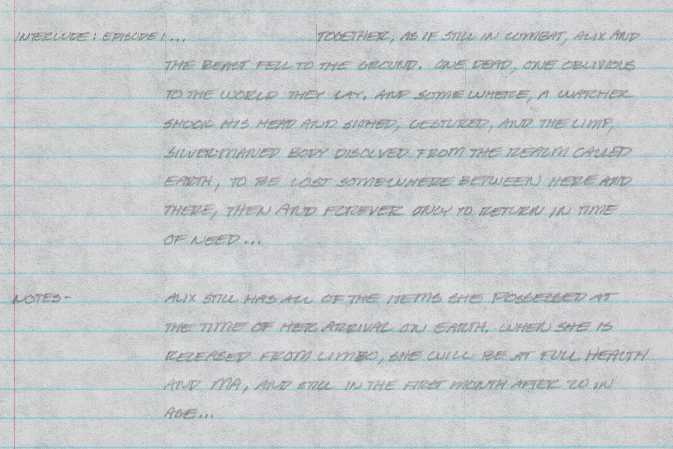 INTERLUDE: EPISODE 1... TOGETHER, AS IF STILL IN COMBAT, ALIX AND
THE BEAST FELL TO THE GROUND. ONE DEAD, ONE OBLIVIOUS
TO THE WORLD THEY LAY. AND SOMEWHERE, A WATCHER
SHOOK HIS HEAD AND SIGHED, GESTURED, AND THE LIMP,
SILVER-MANED BODY DISOLVED FROM THE REALM CALLED
EARTH, TO BE LOST SOMEWHERE BETWEEN HERE AND
THERE, THEN AND FOREVER ONLY TO RETURN IN TIME
OF NEED...
NOTES- ALIX STILL HAS ALL OF THE ITEMS SHE POSSESSED AT
THE TIME OF HER ARRIVAL ON EARTH. WHEN SHE IS
RELEASED FROM LIMBO, SHE WILL BE AT FULL HEALTH
AND MA, AND STILL IN THE FIRST MONTH AFTER 20 IN
AGE...